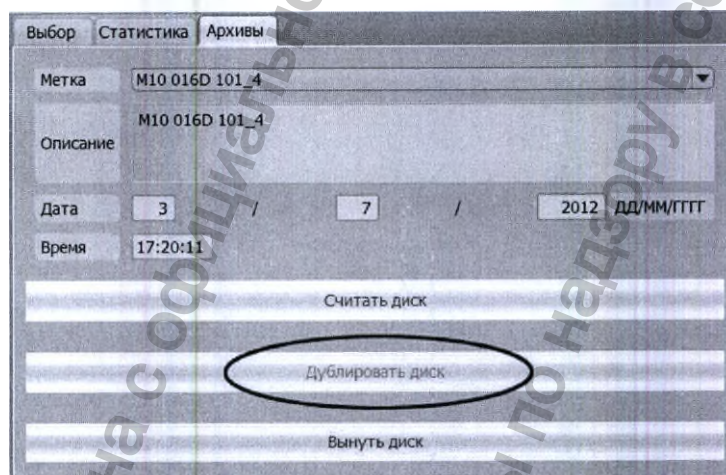 Выбор Статистика Архивы
Метка M10 016D 101_4
M10 016D 101_4
Описание
Дата 3 / 7 / 2012 ДД/ММ/ГГГГ
Время 17:20:11
Считать диск
Дублировать диск
Вынуть диск